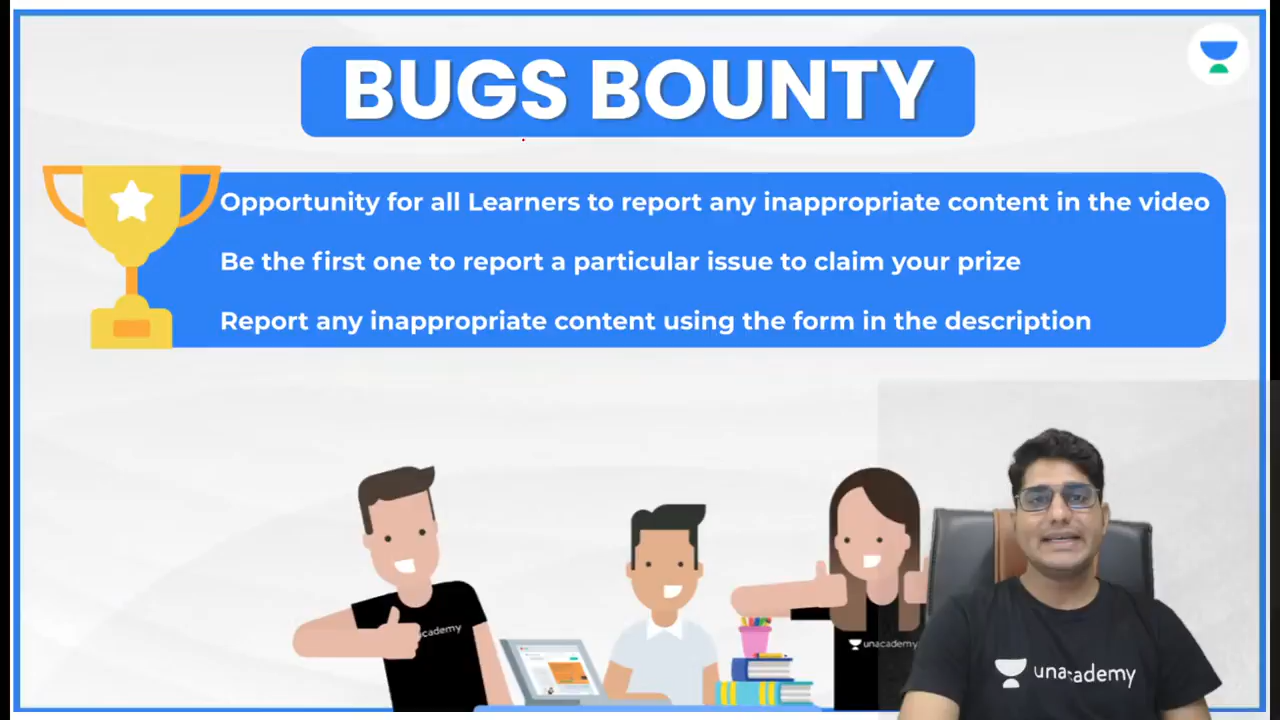 BUGS BOUNTY
Opportunity for all Learners to report any inappropriate content in the video
Be the first one to report a particular issue to claim your prize
Report any inappropriate content using the form in the description
unacademy
unacademy